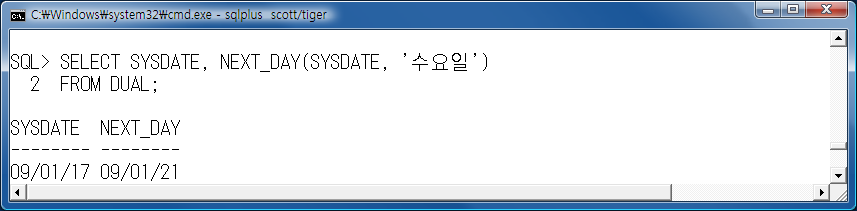 C:₩Windows₩system32₩cmd.exe - sqlplus scott/tiger
SQL> SELECT SYSDATE, NEXT_DAY(SYSDATE, '수요일')
2 FROM DUAL;
SYSDATE NEXT_DAY
-------- --------
09/01/17 09/01/21